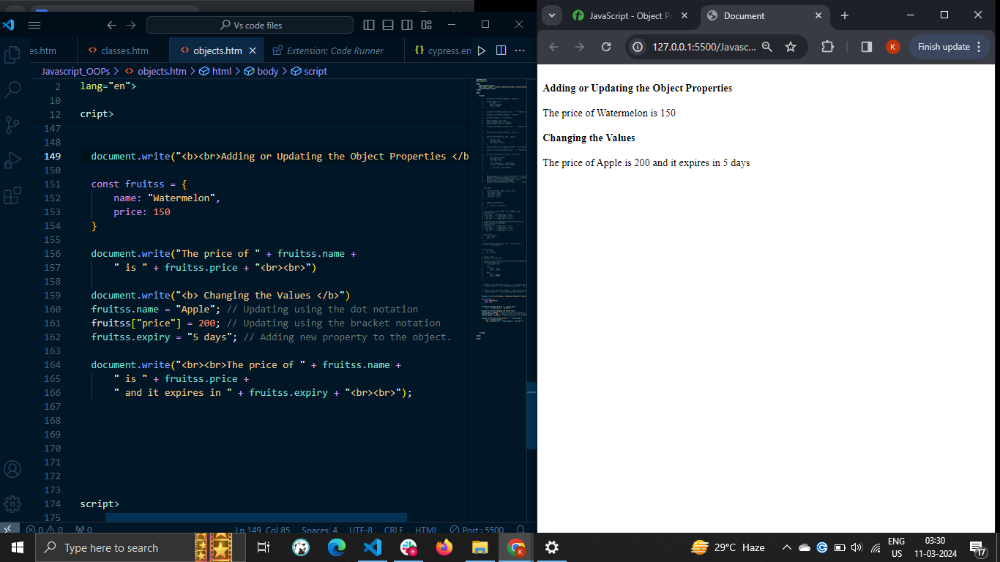 Vs code files
es.htm
classes.htm
objects.htm
Extension: Code Runner
cypress.en
Javascript_OOPs > objects.htm > html > body > script
2 lang="en">
10
12 cript>
147
148
149 document.write("<b><br>Adding or Updating the Object Properties </b
150
151 const fruitss = {
152 name: "Watermelon",
153 price: 150
154 }
155
156 document.write("The price of " + fruitss.name +
157 " is " + fruitss.price + "<br><br>")
158
159 document.write("<b> Changing the Values </b>")
160 fruitss.name = "Apple"; // Updating using the dot notation
161 fruitss["price"] = 200; // Updating using the bracket notation
162 fruitss.expiry = "5 days"; // Adding new property to the object.
163
164 document.write("<br><br>The price of " + fruitss.name +
165 " is " + fruitss.price +
166 " and it expires in " + fruitss.expiry + "<br><br>");
167
168
169
170
171
172
173
174 script>
175
0 0 0 Ln 149, Col 85 Spaces: 4 UTF-8 CRLF HTML Port : 5500
JavaScript - Object Pr
Document
127.0.0.1:5500/Javasc...
K
Finish update
Adding or Updating the Object Properties
The price of Watermelon is 150
Changing the Values
The price of Apple is 200 and it expires in 5 days
Type here to search
29°C Haze
ENG
US
03:30
11-03-2024
17